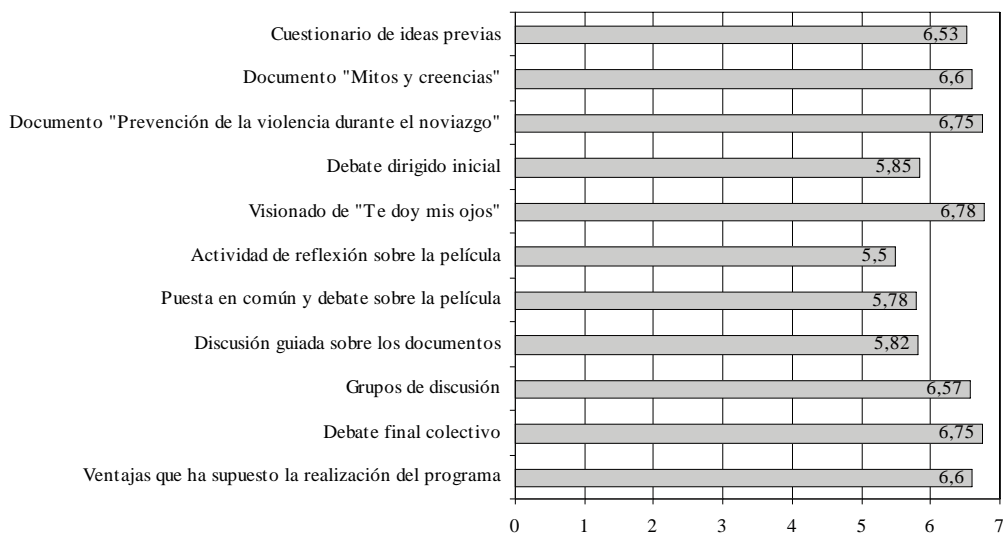 Cuestionario de ideas previas 6,53
Documento "Mitos y creencias" 6,6
Documento "Prevención de la violencia durante el noviazgo" 6,75
Debate dirigido inicial 5,85
Visionado de "Te doy mis ojos" 6,78
Actividad de reflexión sobre la película 5,5
Puesta en común y debate sobre la película 5,78
Discusión guiada sobre los documentos 5,82
Grupos de discusión 6,57
Debate final colectivo 6,75
Ventajas que ha supuesto la realización del programa 6,6
0 1 2 3 4 5 6 7